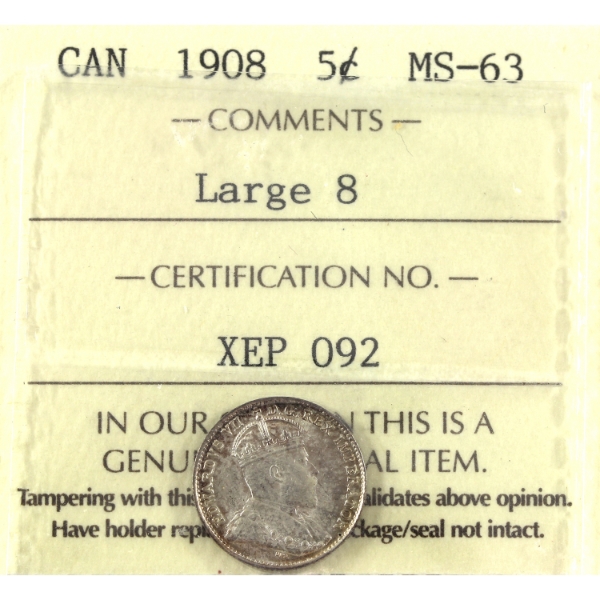 CAN 1908 5¢ MS-63
— COMMENTS —
Large 8
— CERTIFICATION NO. —
XEP 092
IN OUR THIS IS A
ITEM.
Tampering with above opinion.
Have holder not intact.